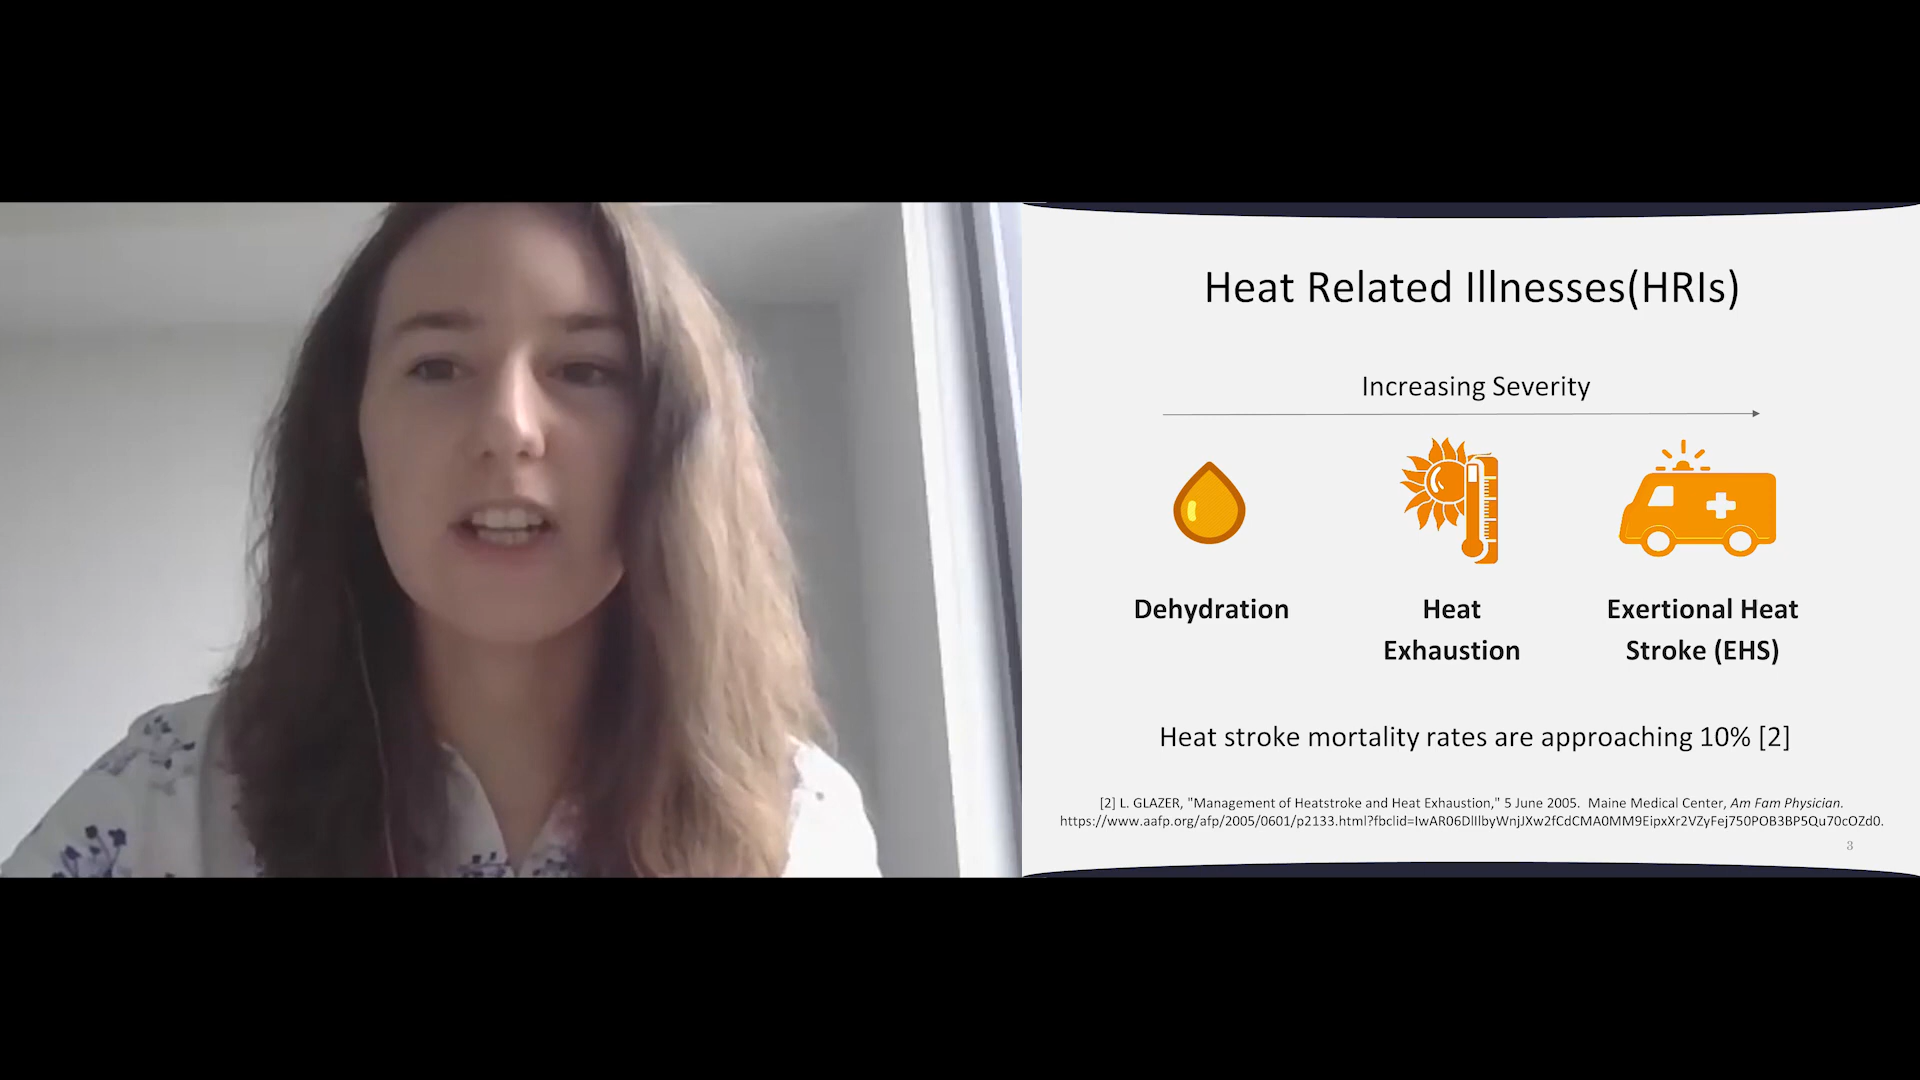 Heat Related Illnesses(HRIs)
Increasing Severity
Dehydration
Heat
Exhaustion
Exertional Heat
Stroke (EHS)
Heat stroke mortality rates are approaching 10% [2]
[2] L. GLAZER, "Management of Heatstroke and Heat Exhaustion," 5 June 2005.  Maine Medical Center, Am Fam Physician.
https://www.aafp.org/afp/2005/0601/p2133.html?fbclid=IwAR06DlIlbyWnjJXw2fCdCMA0MM9EipxXr2VZyFej750POB3BP5Qu70cOZd0.
3